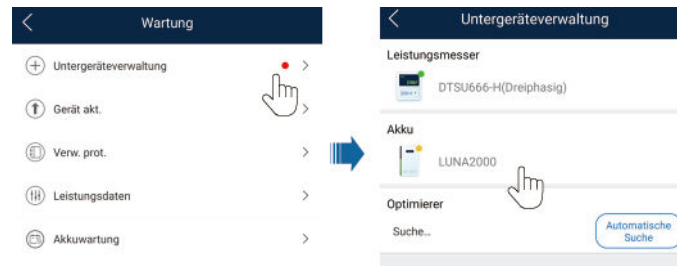 Wartung
Untergeräteverwaltung
Gerät akt.
Verw. prot.
Leistungsdaten
Akkuwartung
Untergeräteverwaltung
Leistungsmesser
DTSU666-H(Dreiphasig)
Akku
LUNA2000
Optimierer
Suche...
Automatische
Suche